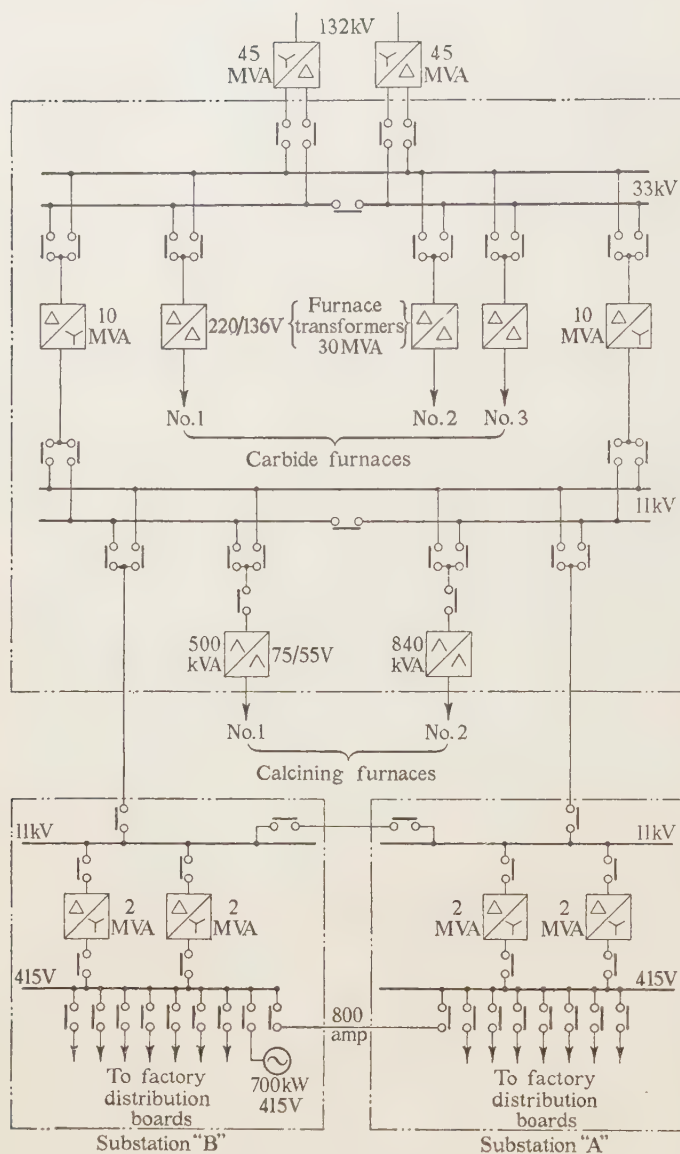 132kV
45
MVA
45
MVA
33kV
10
MVA
220/136V
Furnace
transformers
30MVA
10
MVA
No.1
No.2
No.3
Carbide furnaces
11kV
500
kVA
75/55V
840
kVA
No.1
No.2
Calcining furnaces
11kV
11kV
2
MVA
2
MVA
2
MVA
2
MVA
415V
415V
800
amp
To factory
distribution
boards
700kW
415V
To factory
distribution
boards
Substation "B"
Substation "A"